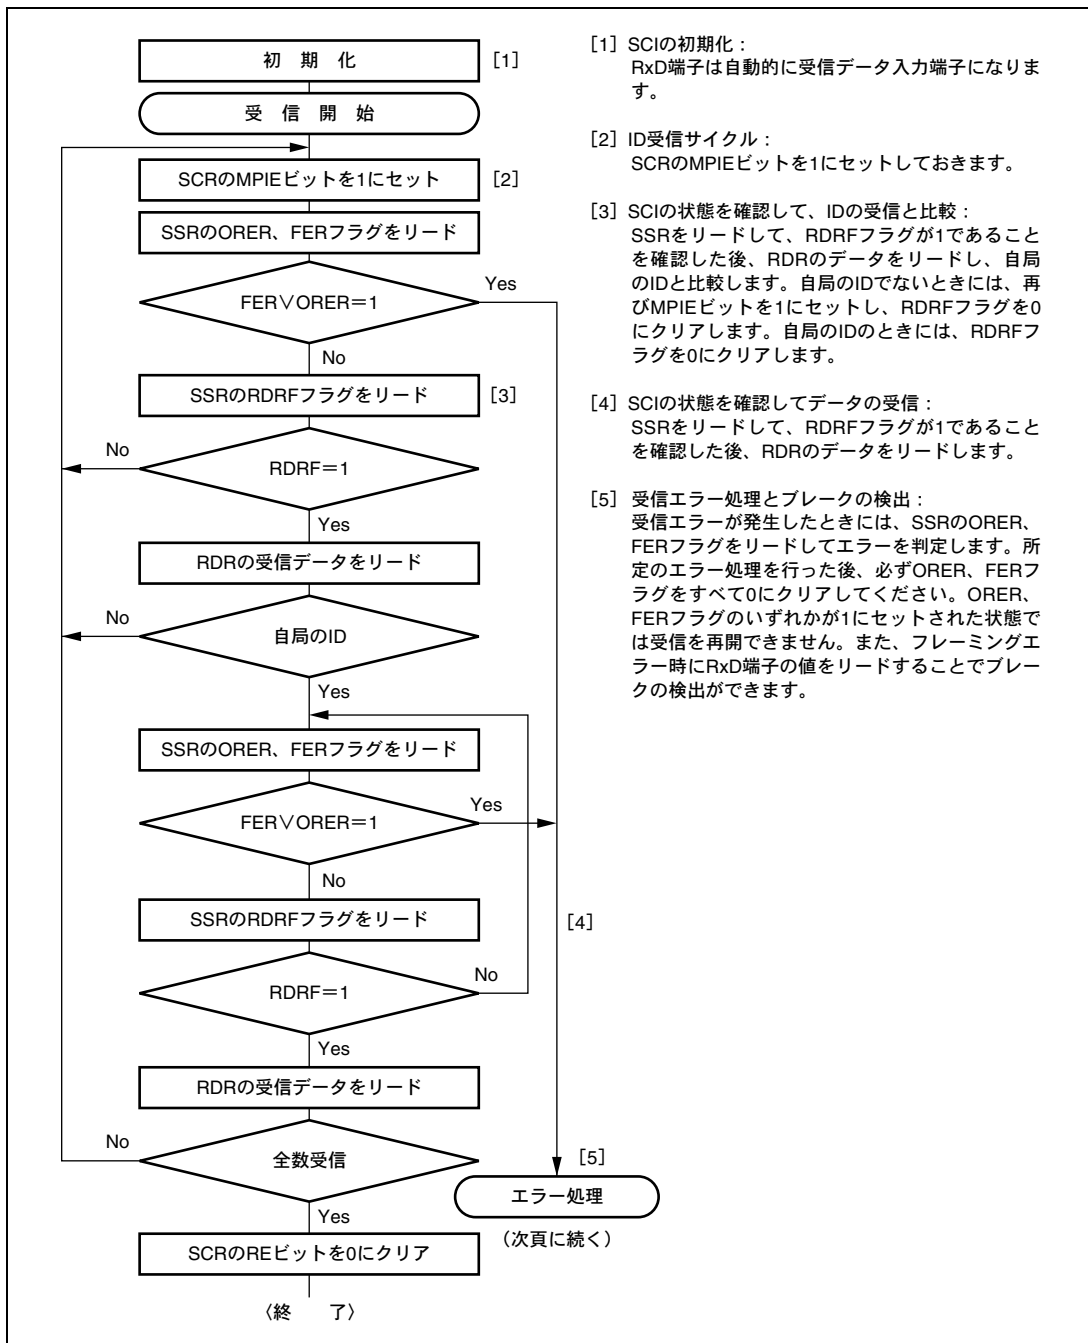 初 期 化 [1]
受 信 開 始
SCRのMPIEビットを1にセット [2]
SSRのORER、FERフラグをリード
FER∨ORER=1
Yes
No
SSRのRDRFフラグをリード [3]
No
RDRF=1
Yes
RDRの受信データをリード
No
自局のID
Yes
SSRのORER、FERフラグをリード
FER∨ORER=1
Yes
No
SSRのRDRFフラグをリード [4]
RDRF=1
No
Yes
RDRの受信データをリード
No
全数受信
Yes
[5]
エラー処理
(次頁に続く)
SCRのREビットを0にクリア
〈終 了〉
[1] SCIの初期化:
RxD端子は自動的に受信データ入力端子になりま
す。
[2] ID受信サイクル:
SCRのMPIEビットを1にセットしておきます。
[3] SCIの状態を確認して、IDの受信と比較:
SSRをリードして、RDRFフラグが1であること
を確認した後、RDRのデータをリードし、自局
のIDと比較します。自局のIDでないときには、再
びMPIEビットを1にセットし、RDRFフラグを0
にクリアします。自局のIDのときには、RDRFフ
ラグを0にクリアします。
[4] SCIの状態を確認してデータの受信:
SSRをリードして、RDRFフラグが1であること
を確認した後、RDRのデータをリードします。
[5] 受信エラー処理とブレークの検出:
受信エラーが発生したときには、SSRのORER、
FERフラグをリードしてエラーを判定します。所
定のエラー処理を行った後、必ずORER、FERフ
ラグをすべて0にクリアしてください。ORER、
FERフラグのいずれかが1にセットされた状態で
は受信を再開できません。また、フレーミングエ
ラー時にRxD端子の値をリードすることでブレー
クの検出ができます。